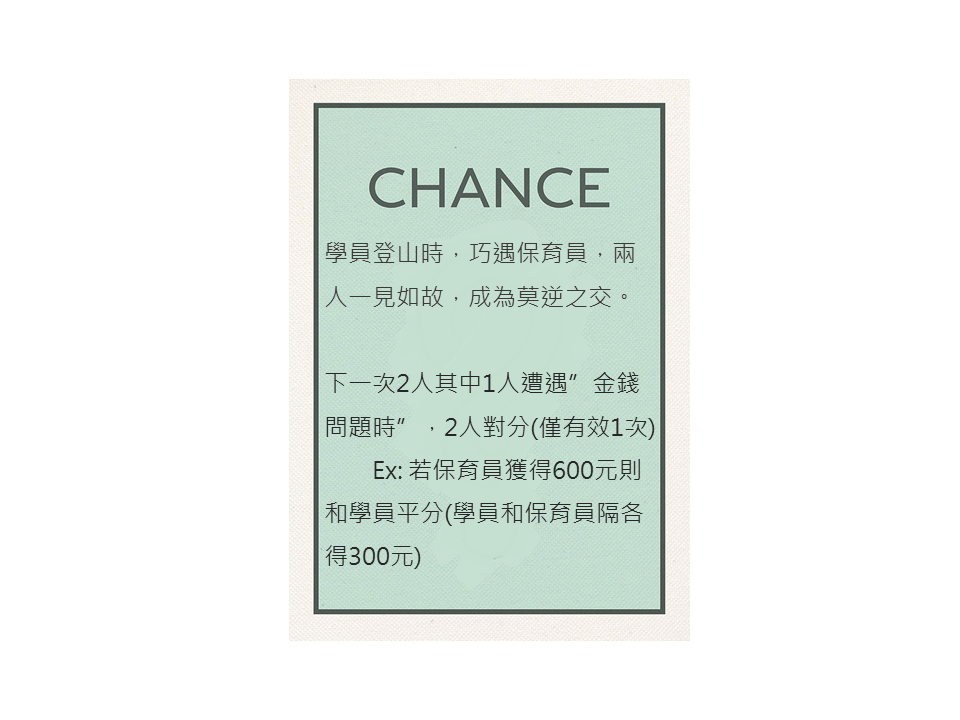 CHANCE
學員登山時，巧遇保育員，兩
人一見如故，成為莫逆之交。
下一次2人其中1人遭遇”金錢
問題時”，2人對分(僅有效1次)
Ex: 若保育員獲得600元則
和學員平分(學員和保育員隔各
得300元)